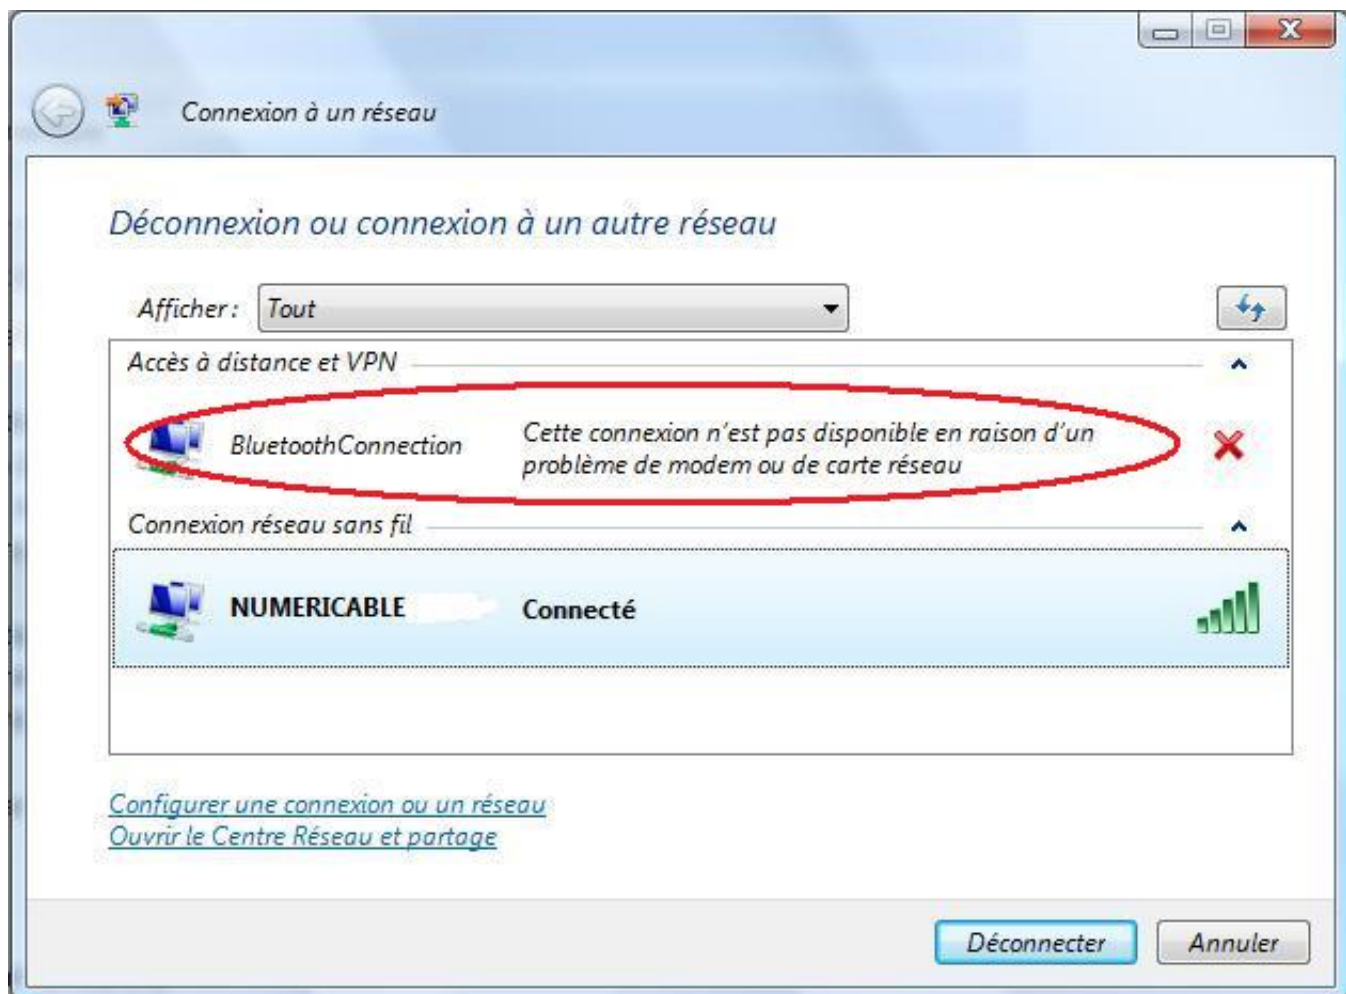 Connexion à un réseau
Déconnexion ou connexion à un autre réseau
Afficher : Tout
Accès à distance et VPN
BluetoothConnection
Cette connexion n'est pas disponible en raison d'un
problème de modem ou de carte réseau
Connexion réseau sans fil
NUMERICABLE Connecté
Configurer une connexion ou un réseau
Ouvrir le Centre Réseau et partage
Déconnecter Annuler